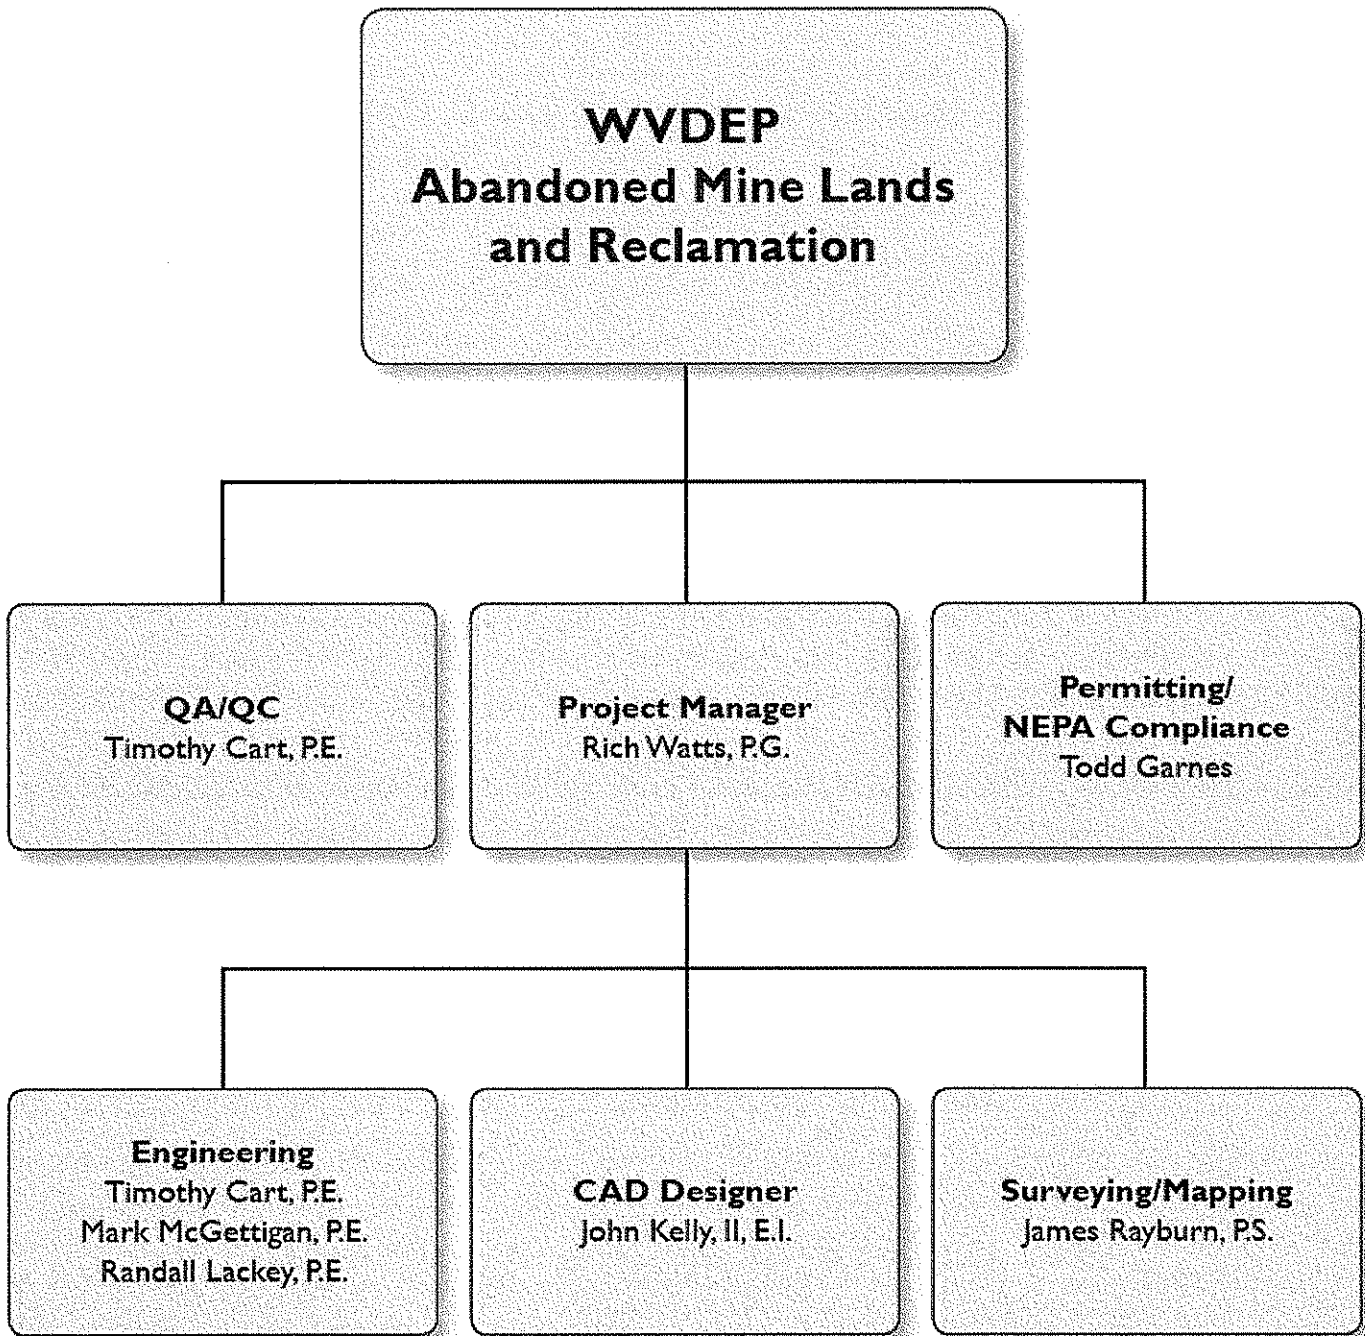 WVDEP
Abandoned Mine Lands
and Reclamation
QA/QC
Timothy Cart, P.E.
Project Manager
Rich Watts, P.G.
Permitting/
NEPA Compliance
Todd Garnes
Engineering
Timothy Cart, P.E.
Mark McGettigan, P.E.
Randall Lackey, P.E.
CAD Designer
John Kelly, II, E.I.
Surveying/Mapping
James Rayburn, P.S.